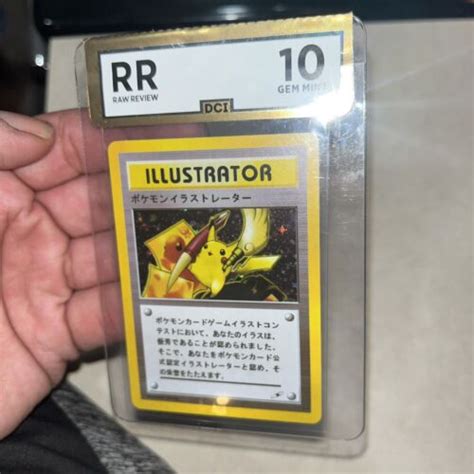 RR
RAW REVIEW
10
GEM MINT
DCI
ILLUSTRATOR
ポケモンイラストレーター
ポケモンカードゲームイラストコン
テストにおいて、あなたのイラスは、
優秀であることが認められました。
そこで、あなたをポケモンカード公
式認定イラストレーターと認め、そ
の栄誉をたたえます。